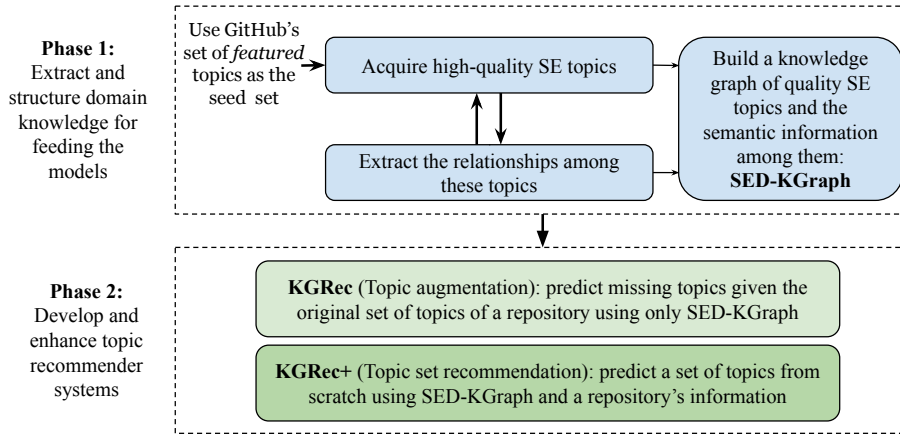 Phase 1:
Extract and
structure domain
knowledge for
feeding the
models
Use GitHub's
set of featured
topics as the
seed set
Acquire high-quality SE topics
Extract the relationships among
these topics
Build a knowledge
graph of quality SE
topics and the
semantic information
among them:
SED-KGraph
Phase 2:
Develop and
enhance topic
recommender
systems
KGRec (Topic augmentation): predict missing topics given the
original set of topics of a repository using only SED-KGraph
KGRec+ (Topic set recommendation): predict a set of topics from
scratch using SED-KGraph and a repository's information